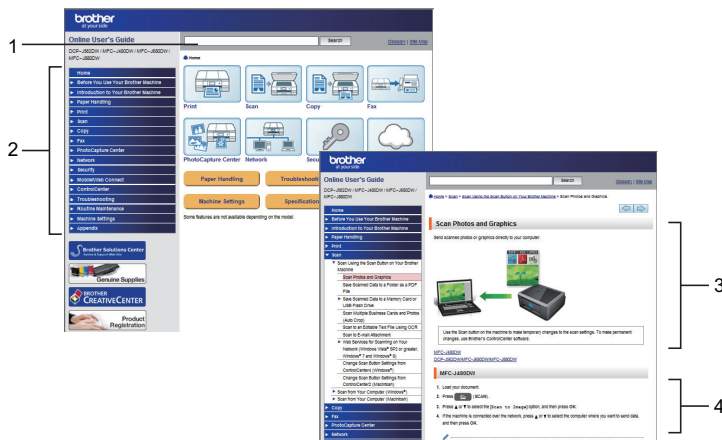 brother
at your side
Online User's Guide
DCP-J562DW / MFC-J480DW / MFC-J680DW /
MFC-J880DW
Search
Glossary | Site Map
1
2
Home
Before You Use Your Brother Machine
Introduction to Your Brother Machine
Paper Handling
Print
Scan
Copy
Fax
PhotoCapture Center
Network
Security
Mobile/Web Connect
ControlCenter
Troubleshooting
Routine Maintenance
Machine Settings
Appendix
Brother Solutions Center
Genuine Supplies
BROTHER
CREATIVECENTER
Product
Registration
Home
Print
Scan
Copy
Fax
PhotoCapture Center
Network
Secu
Paper Handling
Troubleshooti
Machine Settings
Specification
Some features are not available depending on the model.
brother
at your side
Online User's Guide
DCP-J562DW / MFC-J480DW / MFC-J680DW /
MFC-J880DW
Search
Glossary | Site Map
Home
Before You Use Your Brother Machine
Introduction to Your Brother Machine
Paper Handling
Print
Scan
Scan Using the Scan Button on Your Brother
Machine
Scan Photos and Graphics
Save Scanned Data to a Folder as a PDF
File
Save Scanned Data to a Memory Card or
USB Flash Drive
Scan Multiple Business Cards and Photos
(Auto Crop)
Scan to an Editable Text File Using OCR
Scan to E-mail Attachment
Web Services for Scanning on Your
Network (Windows Vista® SP2 or greater,
Windows® 7 and Windows® 8)
Change Scan Button Settings from
ControlCenter4 (Windows®)
Change Scan Button Settings from
ControlCenter2 (Macintosh)
Scan from Your Computer (Windows®)
Scan from Your Computer (Macintosh)
Copy
Fax
PhotoCapture Center
Network
Home > Scan > Scan Using the Scan Button on Your Brother Machine > Scan Photos and Graphics
Scan Photos and Graphics
Send scanned photos or graphics directly to your computer.
Use the Scan button on the machine to make temporary changes to the scan settings. To make permanent
changes, use Brother's ControlCenter software.
MFC-J480DW
DCP-J562DW/MFC-J680DW/MFC-J880DW
MFC-J480DW
1. Load your document.
2. Press (SCAN).
3. Press ▲ or ▼ to select the [Scan to Image] option, and then press OK.
4. If the machine is connected over the network, press ▲ or ▼ to select the computer where you want to send data,
and then press OK.
3
4